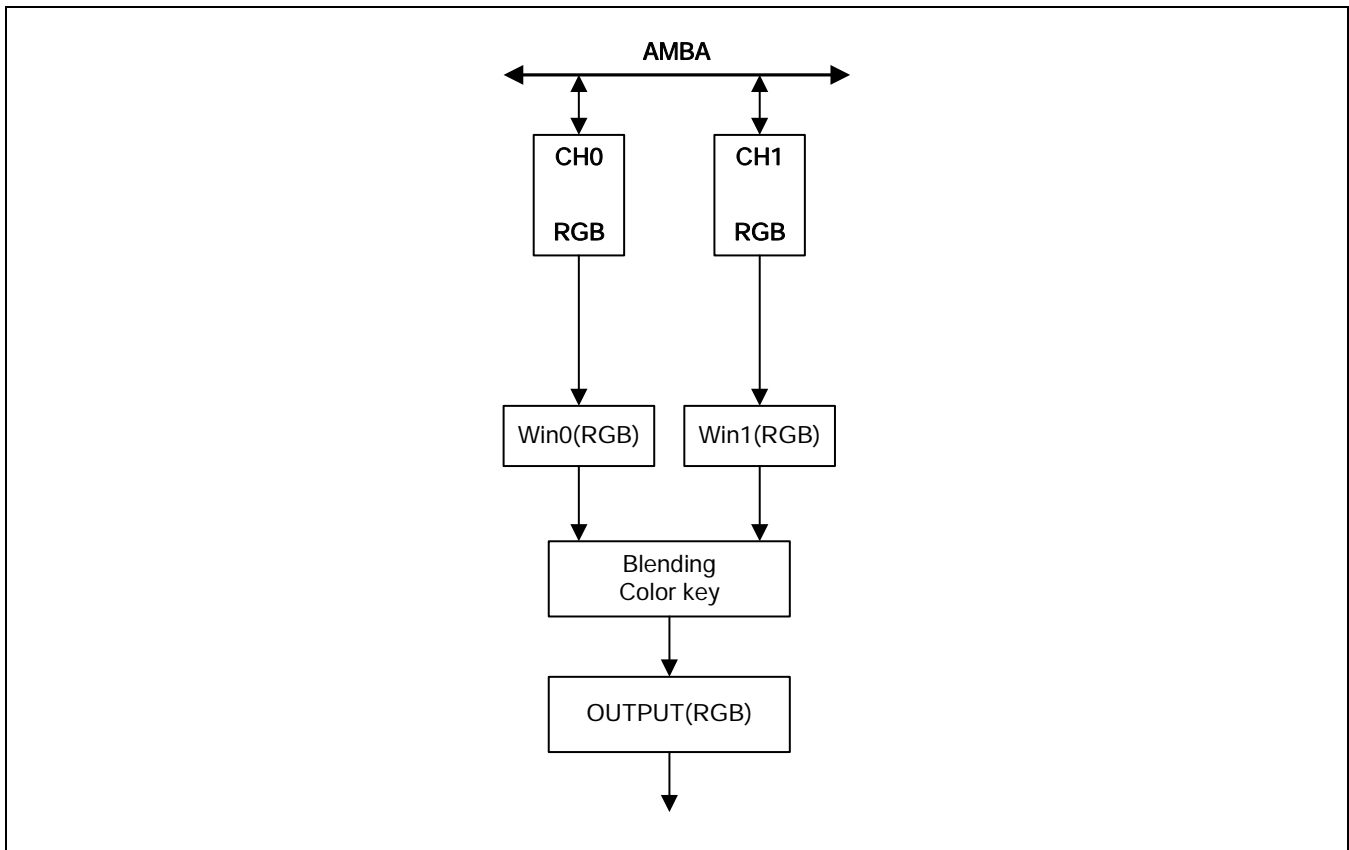 AMBA
CH0
RGB
CH1
RGB
Win0(RGB)
Win1(RGB)
Blending
Color key
OUTPUT(RGB)